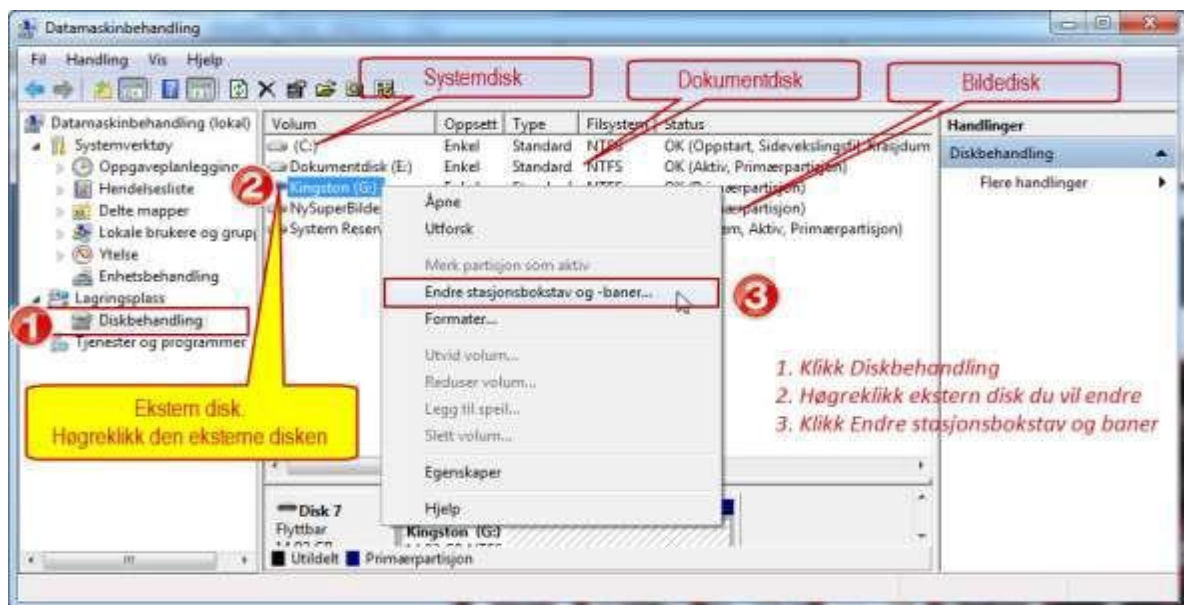 Datamaskinbehandling
Fil Handling Vis Hjelp
Systemdisk
Dokumentdisk
Bildedisk
Datamaskinbehandling (lokal)
Systemverktøy
Oppgaveplanlegging
Hendelsesliste
Delte mapper
Lokale brukere og grupp
Ytelse
Enhetsbehandling
Lagringsplass
1
Diskbehandling
Tjenester og programmer
Ekstern disk.
Høgreklikk den eksterne disken
Volum Oppsett Type Filsystem Status
(C:) Enkel Standard NTFS OK (Oppstart, Sidevekslingsfil, Krasjdum
Dokumentdisk (E:) Enkel Standard NTFS OK (Aktiv, Primærpartisjon)
2
Kingston (G:)
NySuperBilde
System Reser
em, Aktiv, Primærpartisjon)
Åpne
Utforsk
Merk partisjon som aktiv
Endre stasjonsbokstav og -baner...
3
Formater...
Utvid volum...
Reduser volum...
Legg til speil...
Slett volum...
Egenskaper
Hjelp
1. Klikk Diskbehandling
2. Høgreklikk ekstern disk du vil endre
3. Klikk Endre stasjonsbokstav og baner
Disk 7
Flyttbar
Kingston (G:)
Utildelt Primærpartisjon
Handlinger
Diskbehandling
Flere handlinger